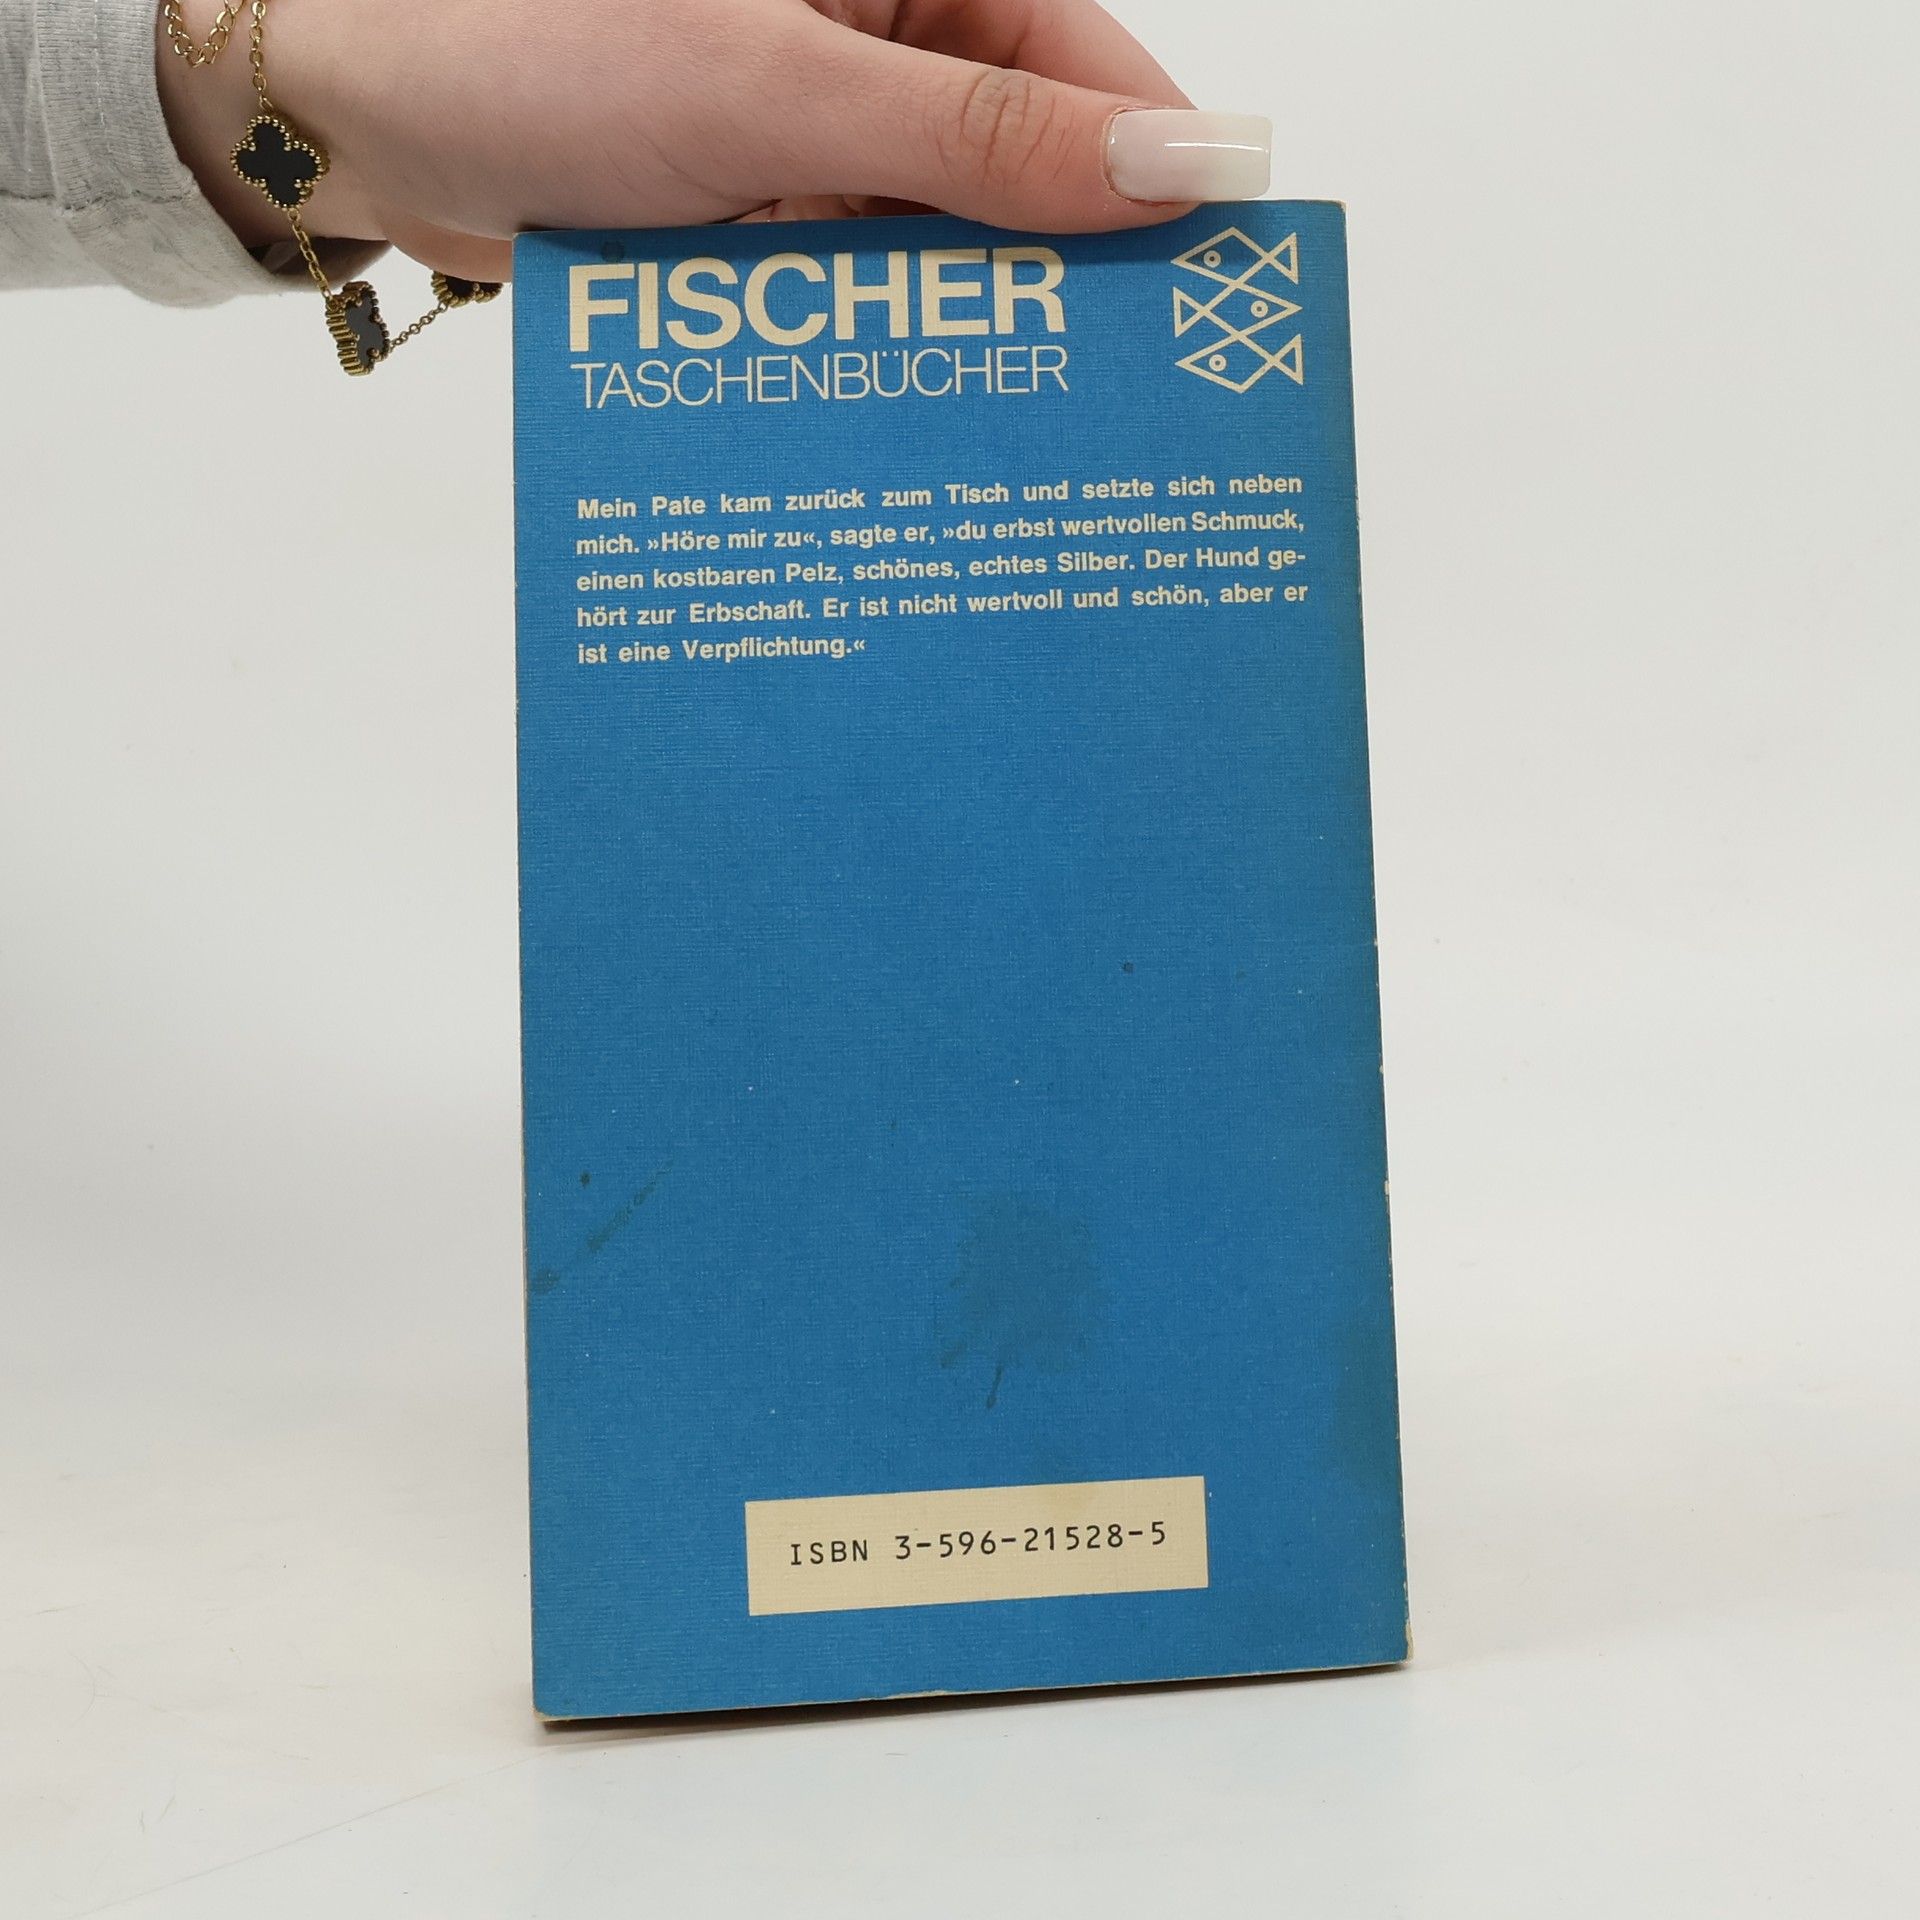 FISCHER
TASCHENBÜCHER
Mein Pate kam zurück zum Tisch und setzte sich neben
mich. »Höre mir zu«, sagte er, »du erbst wertvollen Schmuck,
einen kostbaren Pelz, schönes, echtes Silber. Der Hund ge-
hört zur Erbschaft. Er ist nicht wertvoll und schön, aber er
ist eine Verpflichtung.«
ISBN 3-596-21528-5